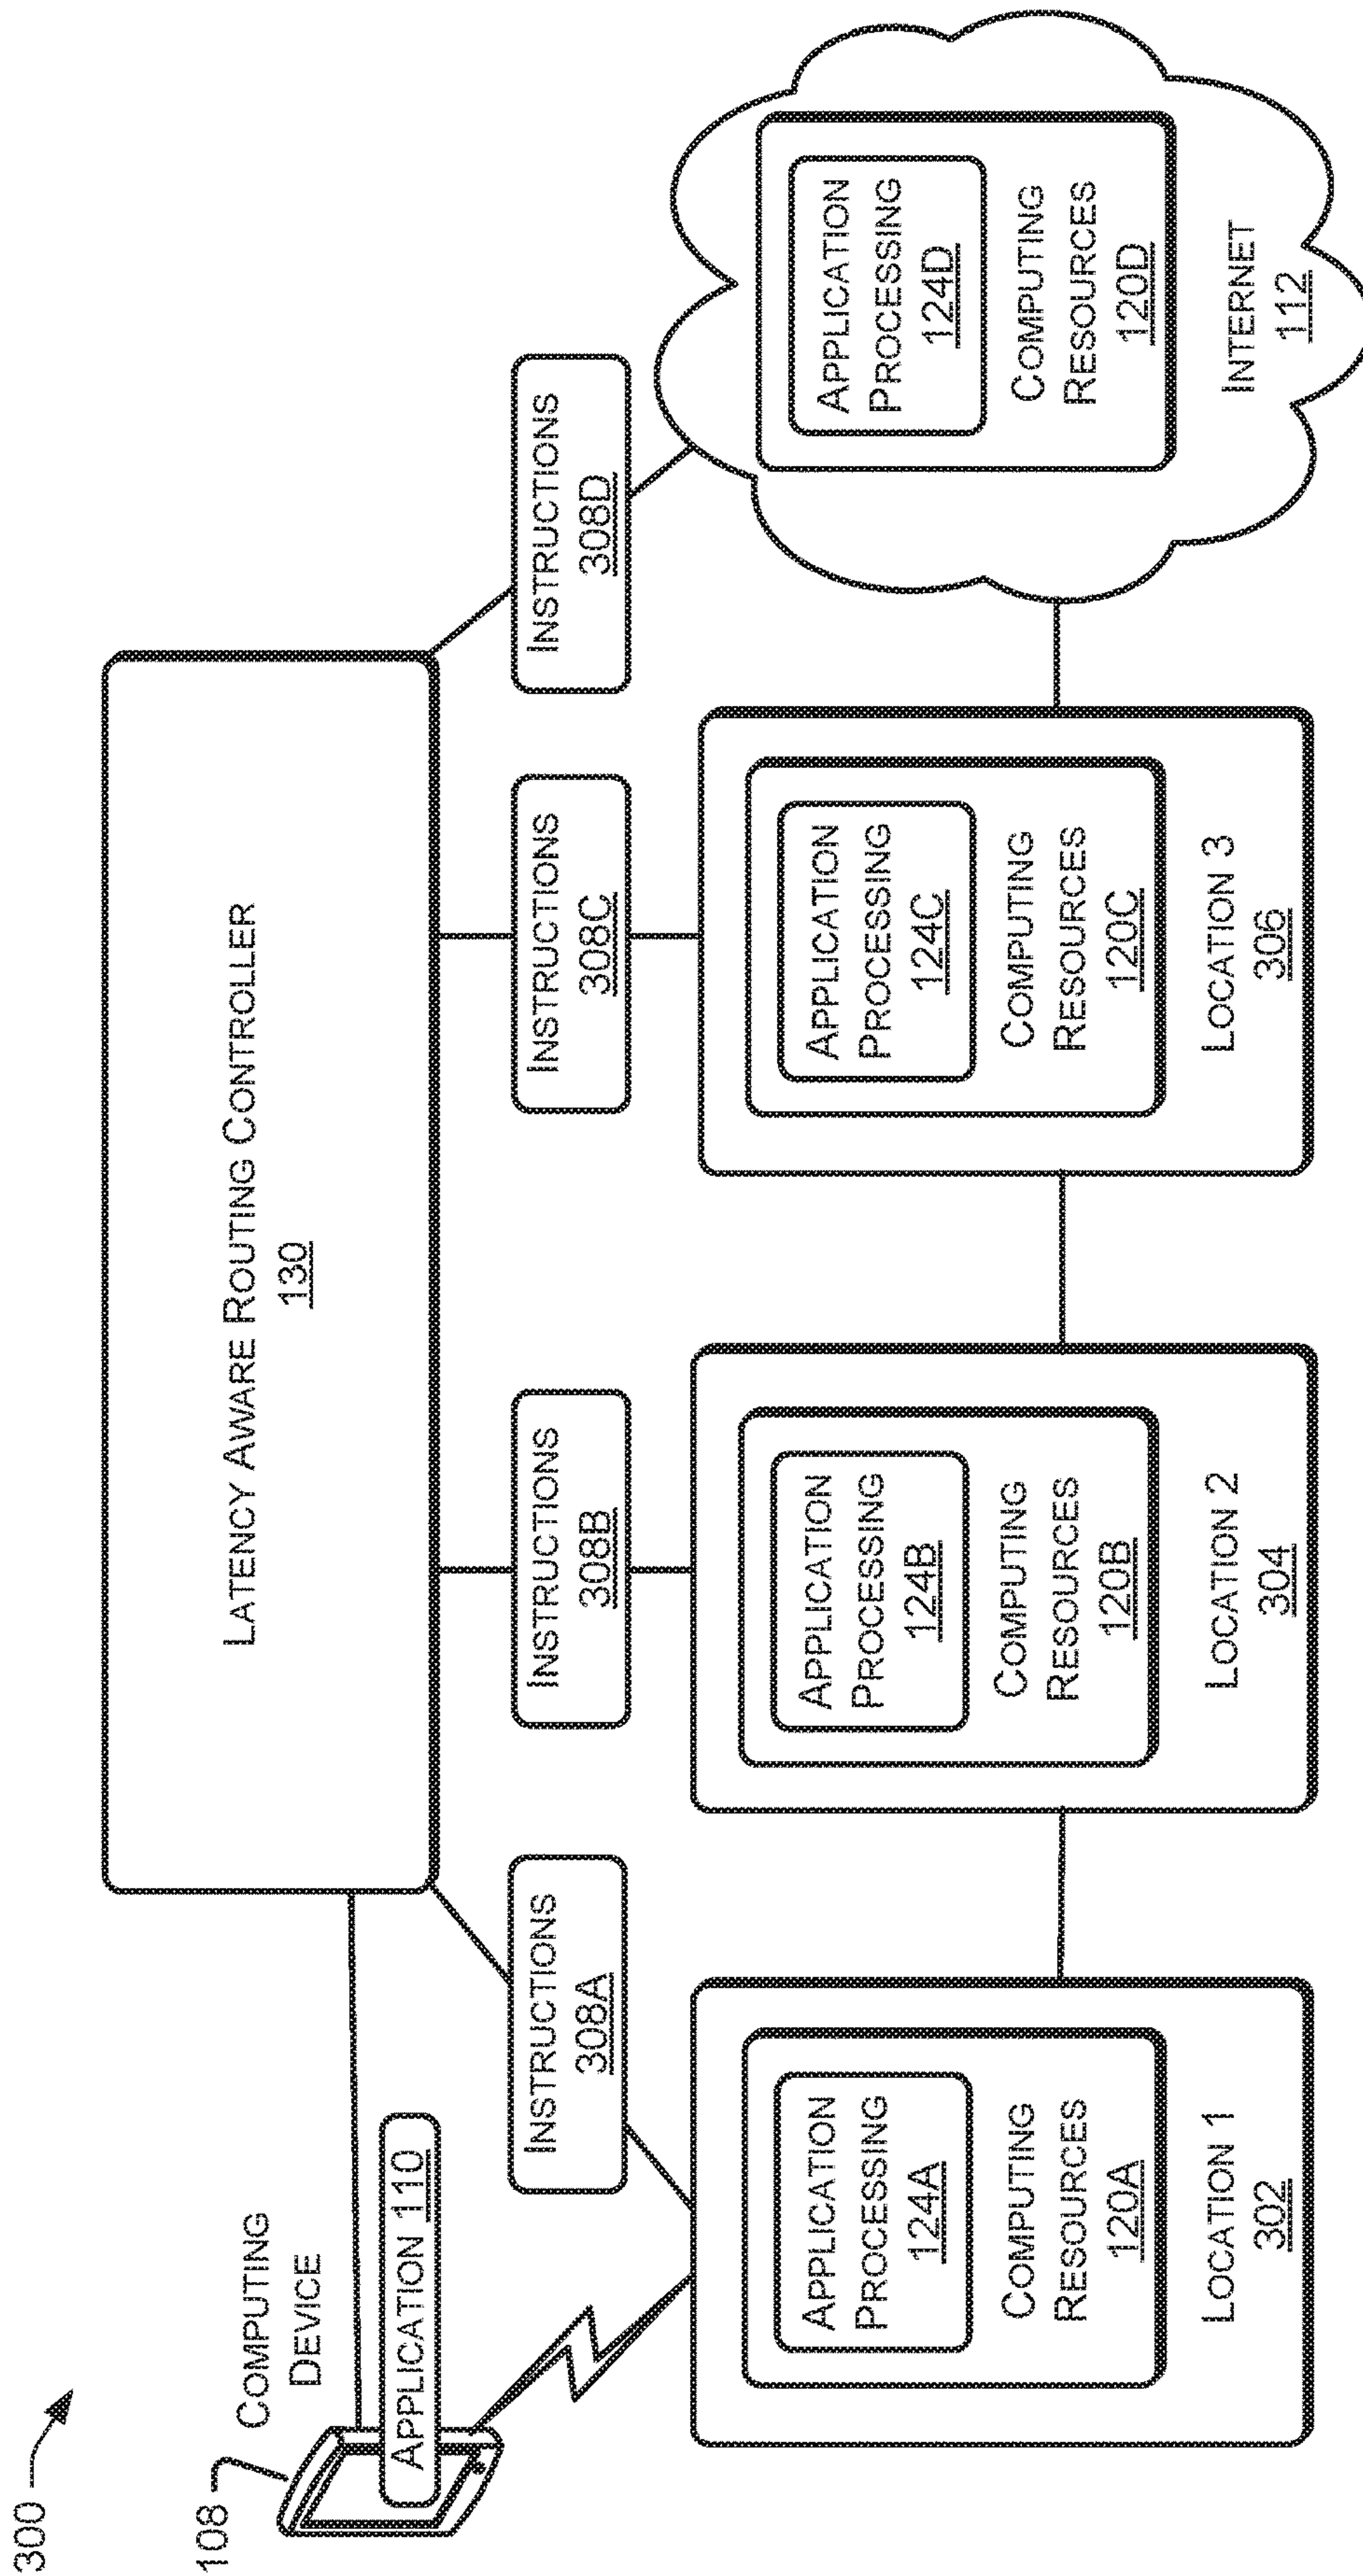 300
108
COMPUTING
DEVICE
APPLICATION 110
LATENCY AWARE ROUTING CONTROLLER
130
INSTRUCTIONS
308A
INSTRUCTIONS
308B
INSTRUCTIONS
308C
INSTRUCTIONS
308D
APPLICATION
PROCESSING
124A
COMPUTING
RESOURCES
120A
LOCATION 1
302
APPLICATION
PROCESSING
124B
COMPUTING
RESOURCES
120B
LOCATION 2
304
APPLICATION
PROCESSING
124C
COMPUTING
RESOURCES
120C
LOCATION 3
306
APPLICATION
PROCESSING
124D
COMPUTING
RESOURCES
120D
INTERNET
112